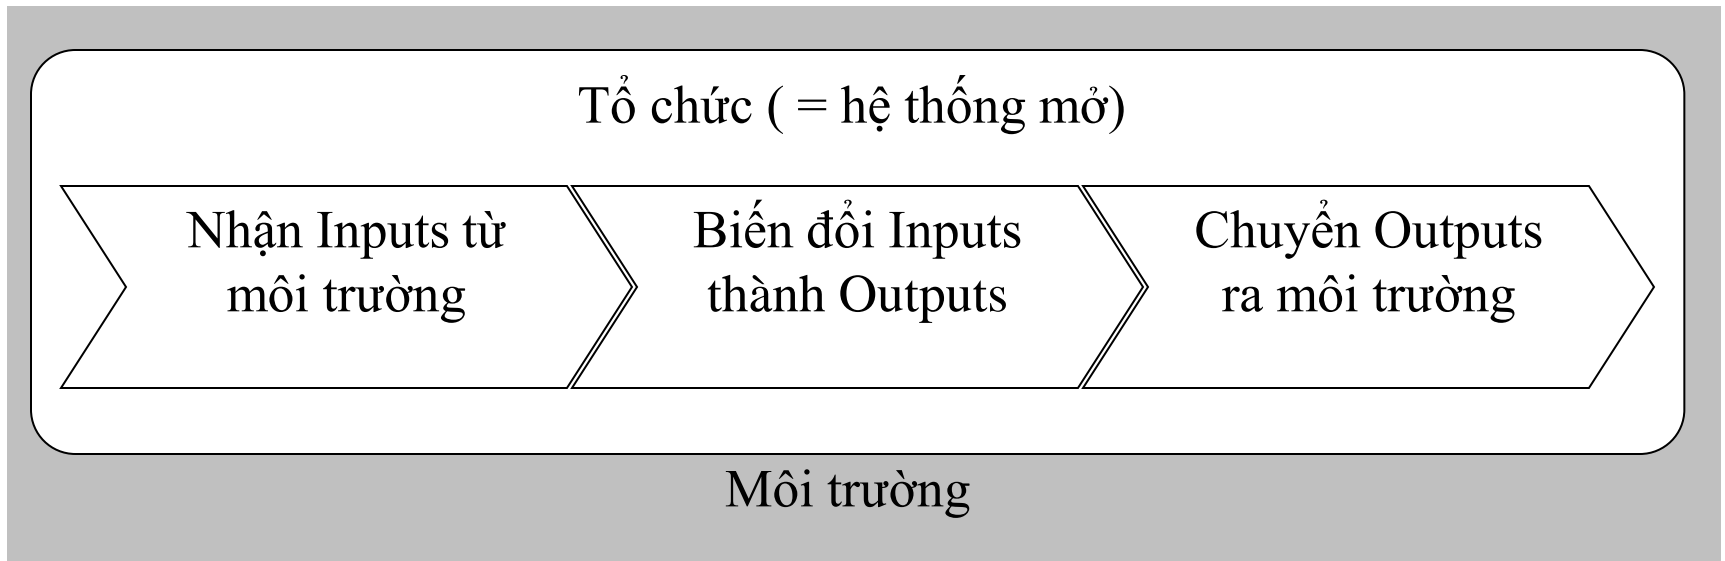 Tổ chức ( = hệ thống mở)
Nhận Inputs từ
môi trường
Biến đổi Inputs
thành Outputs
Chuyển Outputs
ra môi trường
Môi trường